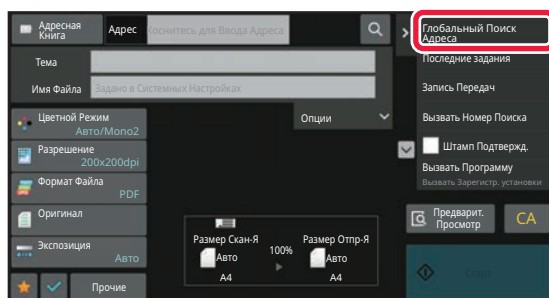 Адресная
Книга
Адрес
Коснитесь для Ввода Адреса
Глобальный Поиск
Адреса
Тема
Последние задания
Имя Файла
Задано в Системных Настройках
Запись Передач
Цветной Режим
Авто/Mono2
Опции
Вызвать Номер Поиска
Разрешение
200x200dpi
Штамп Подтвержд.
Формат Файла
PDF
Вызвать Программу
Вызвать Зарегистр. установки
Оригинал
Предварит.
Просмотр
CA
Экспозиция
Авто
Размер Скан-Я
100%
Размер Отпр-Я
Авто
Авто
A4
A4
Прочие
Старт